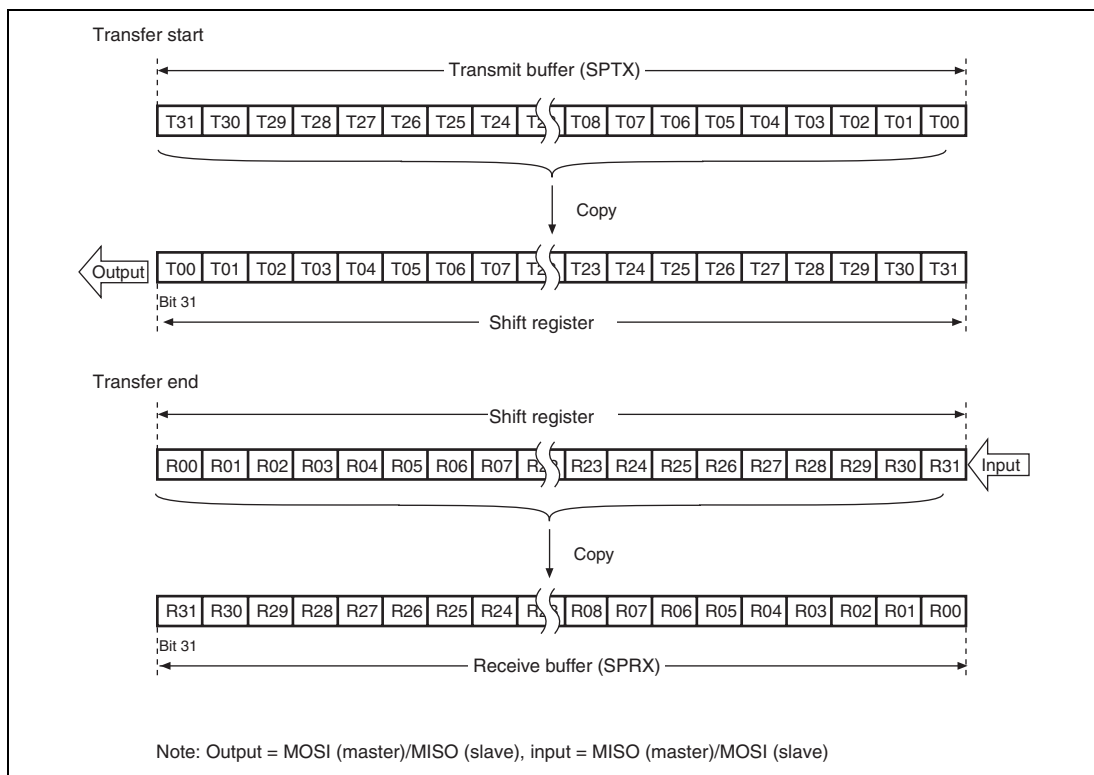 Transfer start
Transmit buffer (SPTX)
T31 T30 T29 T28 T27 T26 T25 T24 T08 T07 T06 T05 T04 T03 T02 T01 T00
Copy
Output
T00 T01 T02 T03 T04 T05 T06 T07 T23 T24 T25 T26 T27 T28 T29 T30 T31
Bit 31
Shift register
Transfer end
Shift register
R00 R01 R02 R03 R04 R05 R06 R07 R23 R24 R25 R26 R27 R28 R29 R30 R31
Input
Copy
R31 R30 R29 R28 R27 R26 R25 R24 R08 R07 R06 R05 R04 R03 R02 R01 R00
Bit 31
Receive buffer (SPRX)
Note: Output = MOSI (master)/MISO (slave), input = MISO (master)/MOSI (slave)